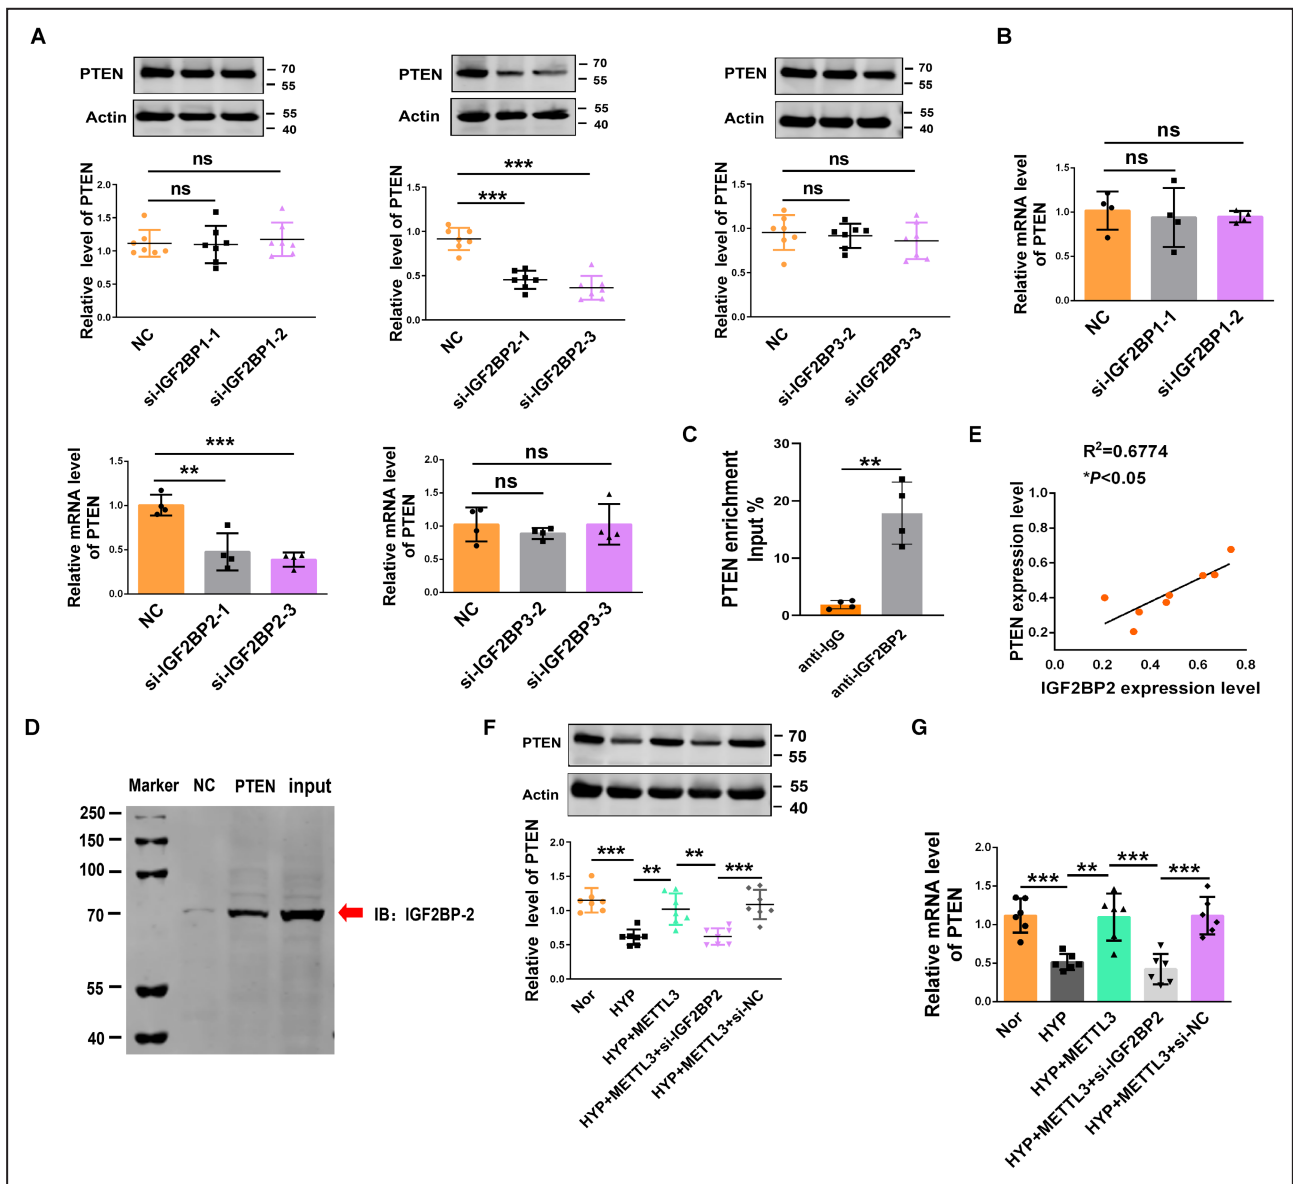 A
PTEN
70
55
Actin
55
40
PTEN
70
55
Actin
55
40
PTEN
70
55
Actin
55
40
Relative level of PTEN
2.0
1.5
1.0
0.5
0.0
ns
ns
NC
si-IGF2BP1-1
si-IGF2BP1-2
Relative level of PTEN
1.5
1.0
0.5
0.0
***
***
NC
si-IGF2BP2-1
si-IGF2BP2-3
Relative level of PTEN
1.5
1.0
0.5
0.0
ns
ns
NC
si-IGF2BP3-2
si-IGF2BP3-3
B
Relative mRNA level
of PTEN
1.5
1.0
0.5
0.0
ns
ns
NC
si-IGF2BP1-1
si-IGF2BP1-2
Relative mRNA level
of PTEN
1.5
1.0
0.5
0.0
***
**
NC
si-IGF2BP2-1
si-IGF2BP2-3
Relative mRNA level
of PTEN
2.0
1.5
1.0
0.5
0.0
ns
ns
NC
si-IGF2BP3-2
si-IGF2BP3-3
C
PTEN enrichment
Input %
30
20
10
0
**
anti-IgG
anti-IGF2BP2
E
R²=0.6774
*P<0.05
PTEN expression level
1.0
0.8
0.6
0.4
0.2
0.0
0.2
0.4
0.6
0.8
IGF2BP2 expression level
D
Marker
NC
PTEN
input
250
150
100
70
55
40
IB: IGF2BP-2
F
PTEN
70
55
Actin
55
40
Relative level of PTEN
2.0
1.5
1.0
0.5
0.0
***
**
**
***
Nor
HYP
HYP+METTL3
HYP+METTL3+si-IGF2BP2
HYP+METTL3+si-NC
G
Relative mRNA level
of PTEN
2.0
1.5
1.0
0.5
0.0
***
**
***
***
Nor
HYP
HYP+METTL3
HYP+METTL3+si-IGF2BP2
HYP+METTL3+si-NC